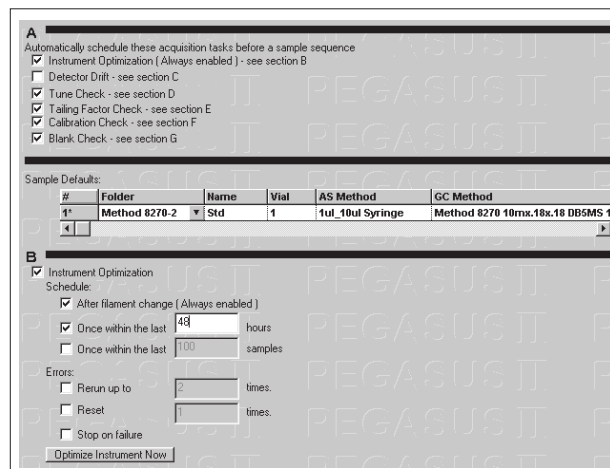 A
Automatically schedule these acquisition tasks before a sample sequence
Instrument Optimization ( Always enabled ) - see section B
Detector Drift - see section C
Tune Check - see section D
Tailing Factor Check - see section E
Calibration Check - see section F
Blank Check - see section G
Sample Defaults:
# Folder Name Vial AS Method GC Method
1* Method 8270-2 Std 1 1ul_10ul Syringe Method 8270 10mx.18x.18 DB5MS 1
B
Instrument Optimization
Schedule:
After filament change ( Always enabled )
Once within the last 48 hours
Once within the last 100 samples
Errors:
Rerun up to 2 times.
Reset 1 times.
Stop on failure
Optimize Instrument Now
PEGASUS II